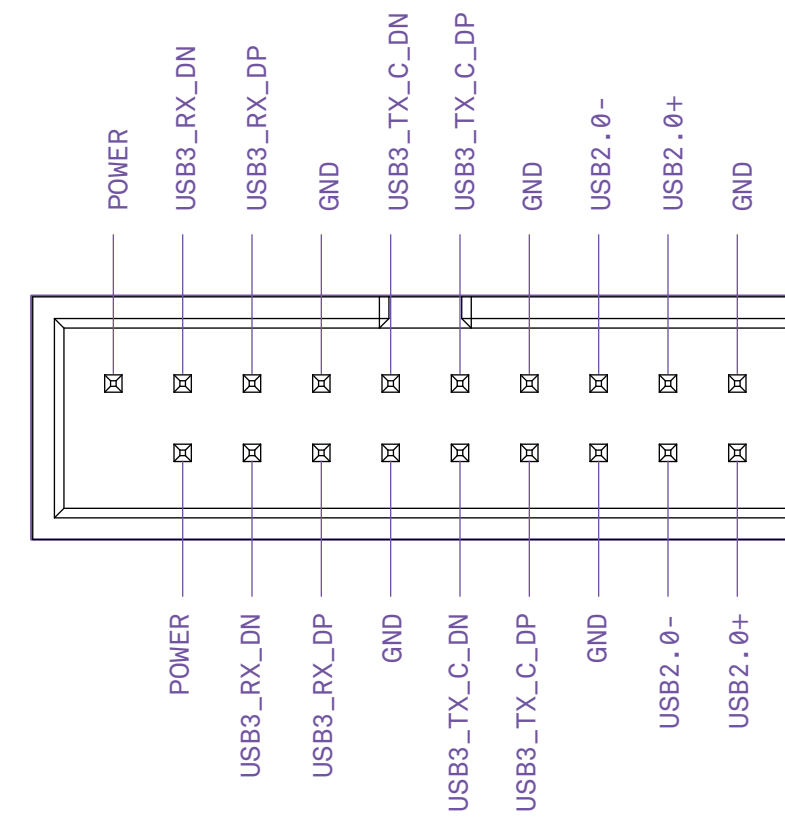 POWER
USB3_RX_DN
USB3_RX_DP
GND
USB3_TX_C_DN
USB3_TX_C_DP
GND
USB2.0-
USB2.0+
GND
POWER
USB3_RX_DN
USB3_RX_DP
GND
USB3_TX_C_DN
USB3_TX_C_DP
GND
USB2.0-
USB2.0+